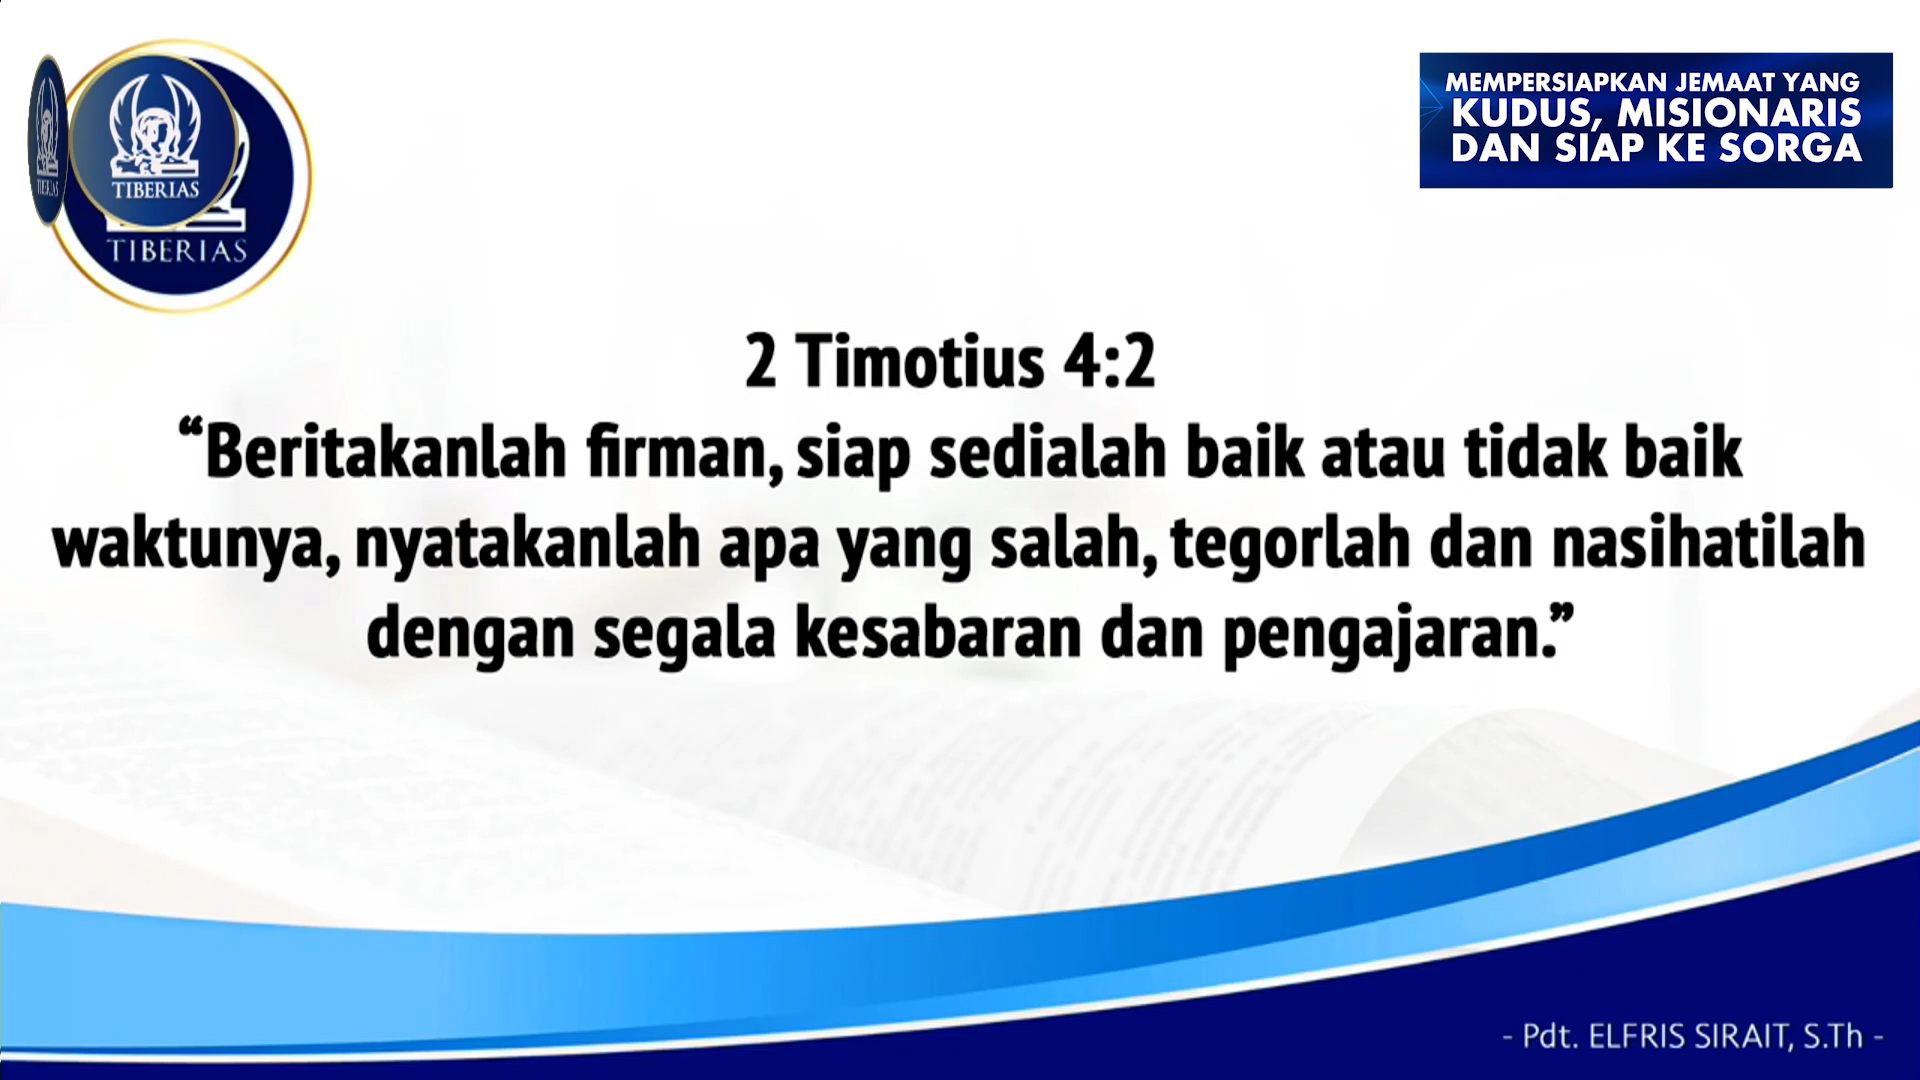 TIBERIAS
TIBERIAS
TIBERIAS
MEMPERSIAPKAN JEMAAT YANG
KUDUS, MISIONARIS
DAN SIAP KE SORGA
2 Timotius 4:2
“Beritakanlah firman, siap sedialah baik atau tidak baik
waktunya, nyatakanlah apa yang salah, tegorlah dan nasihatilah
dengan segala kesabaran dan pengajaran.”
- Pdt. ELFRIS SIRAIT, S.Th -